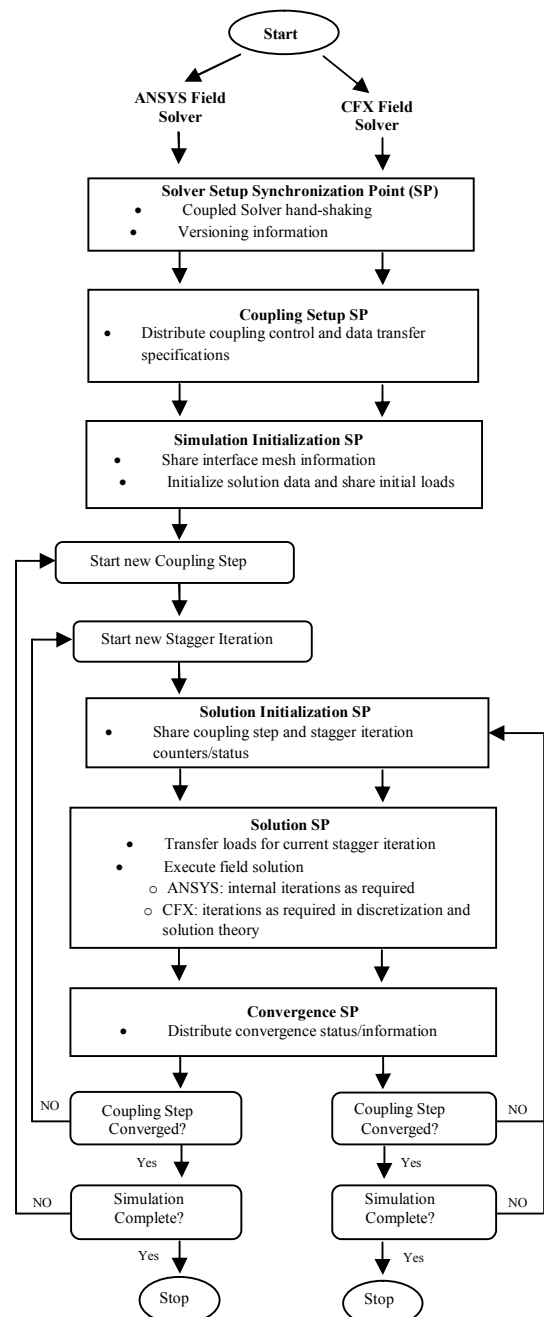 Start
ANSYS Field
Solver
CFX Field
Solver
Solver Setup Synchronization Point (SP)
• Coupled Solver hand-shaking
• Versioning information
Coupling Setup SP
• Distribute coupling control and data transfer
specifications
Simulation Initialization SP
• Share interface mesh information
• Initialize solution data and share initial loads
Start new Coupling Step
Start new Stagger Iteration
Solution Initialization SP
• Share coupling step and stagger iteration
counters/status
Solution SP
• Transfer loads for current stagger iteration
• Execute field solution
o ANSYS: internal iterations as required
o CFX: iterations as required in discretization and
solution theory
Convergence SP
• Distribute convergence status/information
NO
Coupling Step
Converged?
Coupling Step
Converged?
NO
Yes
Yes
NO
Simulation
Complete?
Simulation
Complete?
NO
Yes
Yes
Stop
Stop